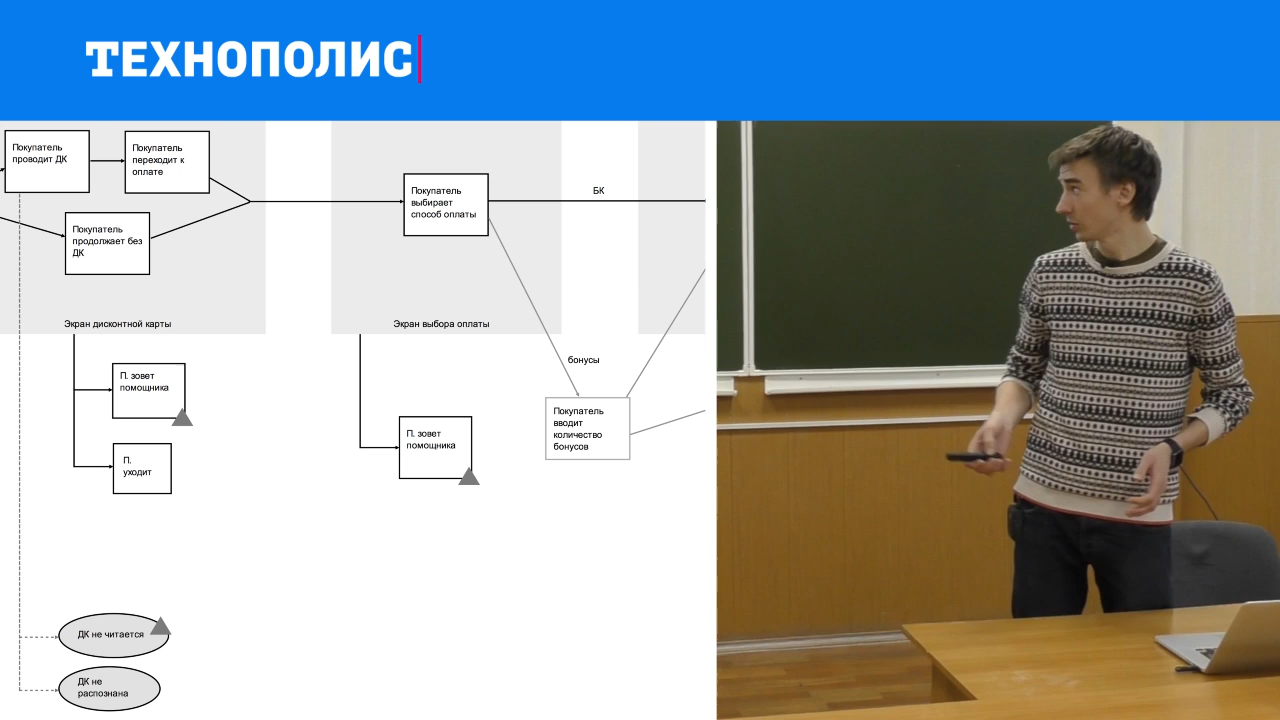 ТЕХНОПОЛИС
Покупатель
проводит ДК
Покупатель
переходит к
оплате
Покупатель
продолжает без
ДК
Экран дисконтной карты
П. зовет
помощника
П.
уходит
ДК не читается
ДК не
распознана
Покупатель
выбирает
способ оплаты
БК
Экран выбора оплаты
П. зовет
помощника
бонусы
Покупатель
вводит
количество
бонусов